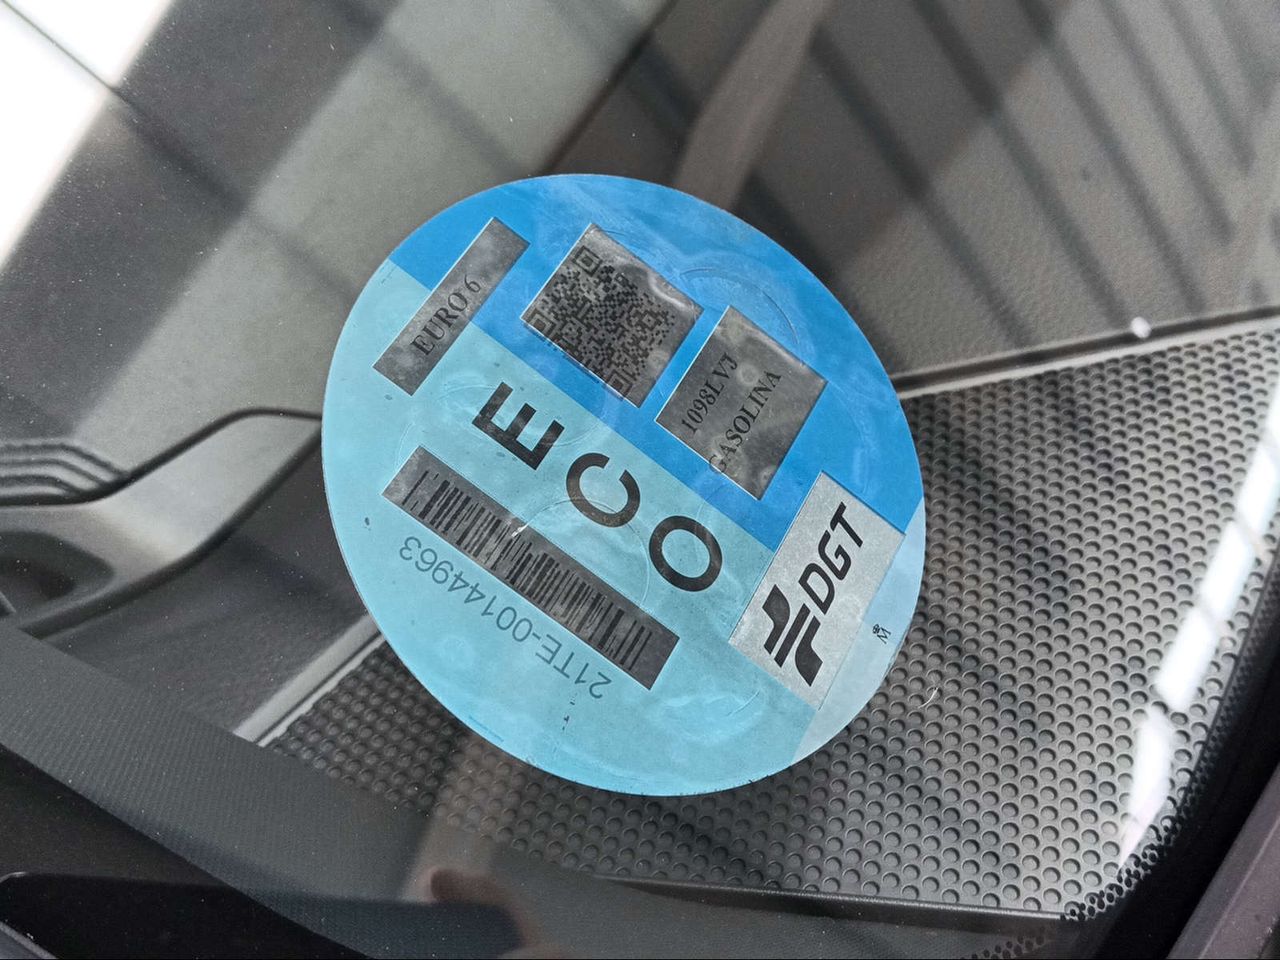 EURO 6
1098LVJ
GASOLINA
ECO
21TE-00144963
DGT
M